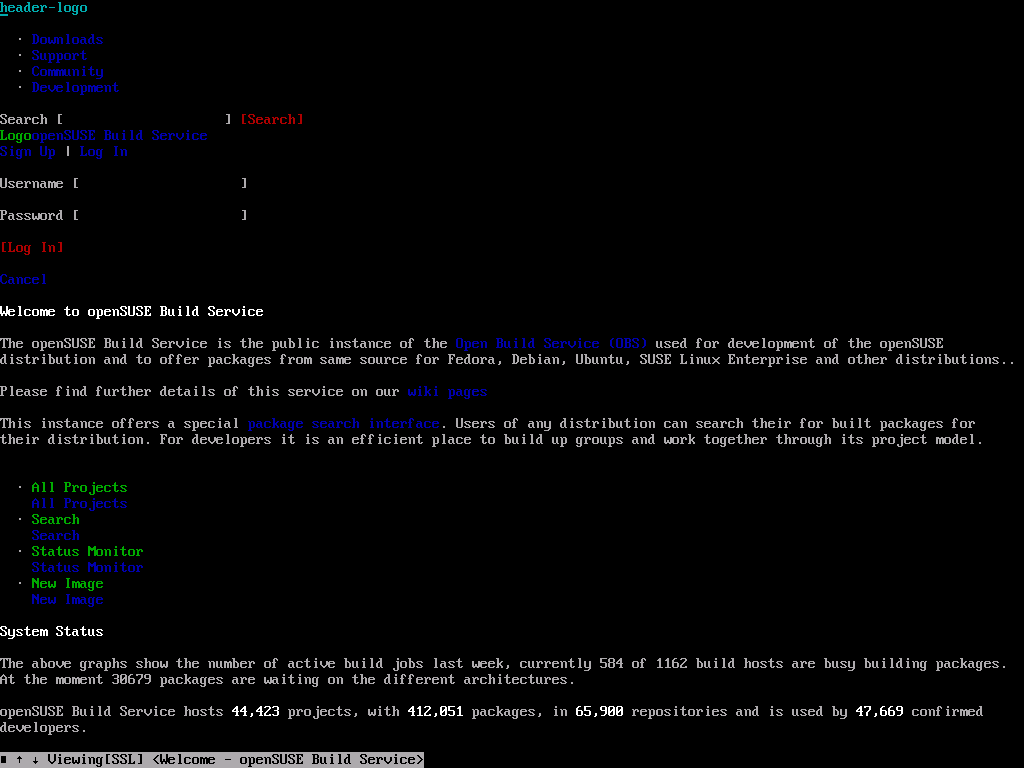 header-logo
· Downloads
· Support
· Community
· Development
Search [                    ] [Search]
LogoopenSUSE Build Service
Sign Up | Log In
Username [                    ]
Password [                    ]
[Log In]
Cancel
Welcome to openSUSE Build Service
The openSUSE Build Service is the public instance of the Open Build Service (OBS) used for development of the openSUSE
distribution and to offer packages from same source for Fedora, Debian, Ubuntu, SUSE Linux Enterprise and other distributions..
Please find further details of this service on our wiki pages
This instance offers a special package search interface. Users of any distribution can search their for built packages for
their distribution. For developers it is an efficient place to build up groups and work together through its project model.
· All Projects
All Projects
· Search
Search
· Status Monitor
Status Monitor
· New Image
New Image
System Status
The above graphs show the number of active build jobs last week, currently 584 of 1162 build hosts are busy building packages.
At the moment 30679 packages are waiting on the different architectures.
openSUSE Build Service hosts 44,423 projects, with 412,051 packages, in 65,900 repositories and is used by 47,669 confirmed
developers.
▪ ↑ ↓ Viewing[SSL] <Welcome - openSUSE Build Service>